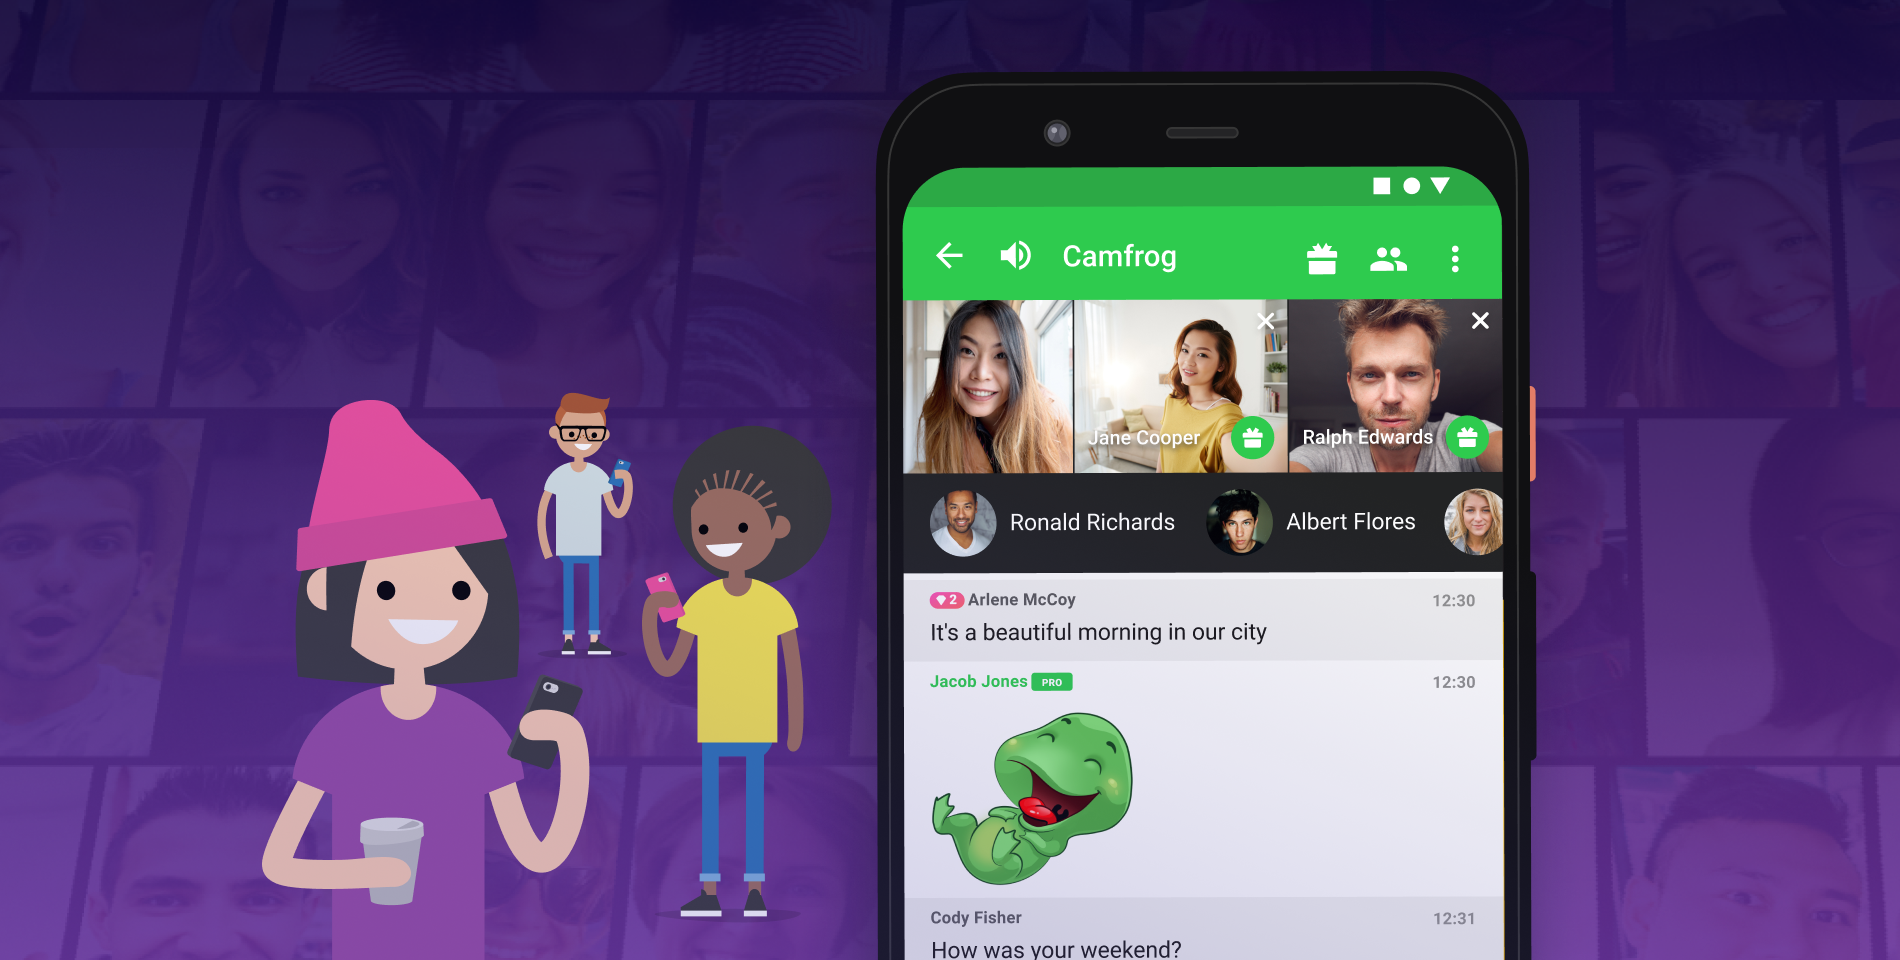 Camfrog
Jane Cooper
Ralph Edwards
Ronald Richards
Albert Flores
2 Arlene McCoy 12:30
It's a beautiful morning in our city
Jacob Jones PRO 12:30
Cody Fisher 12:31
How was your weekend?